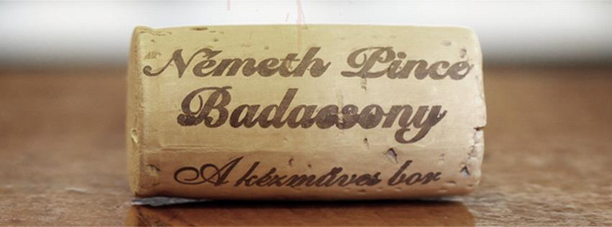 Németh Pince
Badacsony
A kézműves bor